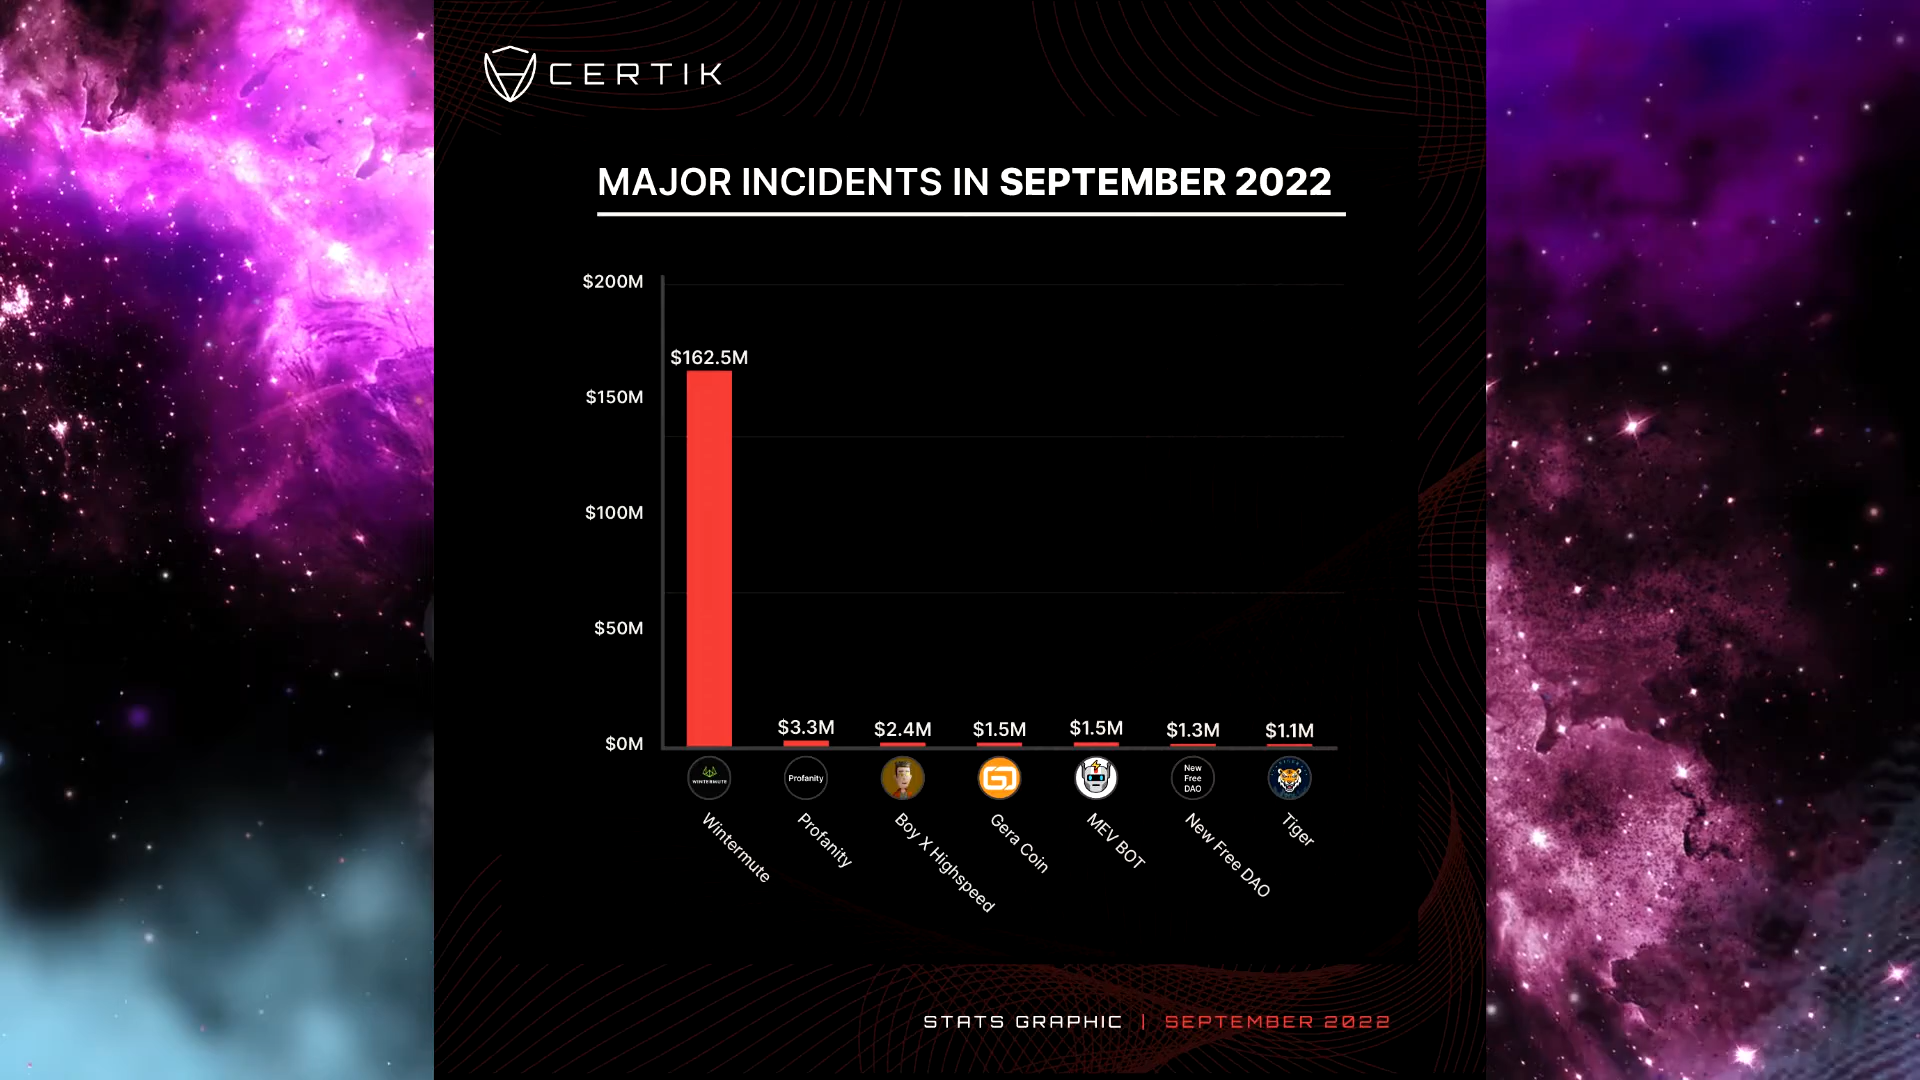 CERTIK
MAJOR INCIDENTS IN SEPTEMBER 2022
$200M
$162.5M
$150M
$100M
$50M
$0M
$3.3M
$2.4M
$1.5M
$1.5M
$1.3M
$1.1M
WINTERMUTE
Profanity
New
Free
DAO
Wintermute
Profanity
Boy X Highspeed
Gera Coin
MEV BOT
New Free DAO
Tiger
STATS GRAPHIC | SEPTEMBER 2022